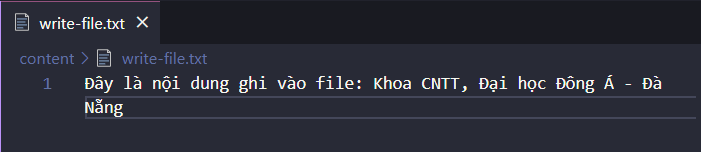 write-file.txt
content > write-file.txt
1 Đây là nội dung ghi vào file: Khoa CNTT, Đại học Đông Á - Đà
Nẵng